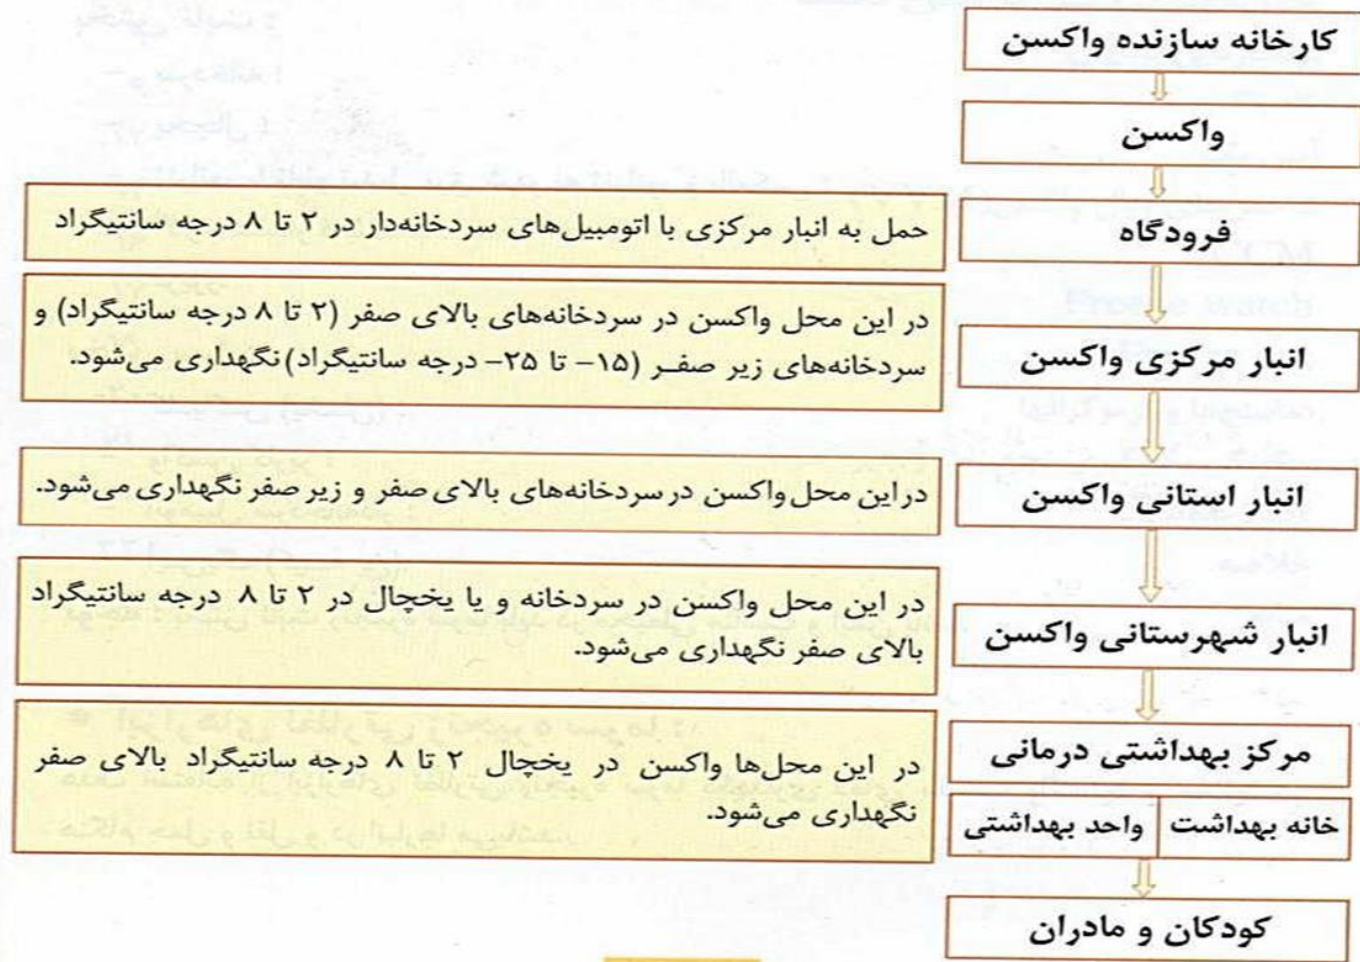 کارخانه سازنده واکسن
واکسن
فرودگاه
حمل به انبار مرکزی با اتومبیل‌های سردخانه‌دار در ۲ تا ۸ درجه سانتیگراد
انبار مرکزی واکسن
در این محل واکسن در سردخانه‌های بالای صفر (۲ تا ۸ درجه سانتیگراد) و
سردخانه‌های زیر صفـر (۱۵- تا ۲۵- درجه سانتیگراد) نگهداری می‌شود.
انبار استانی واکسن
در این محل واکسن در سردخانه‌های بالای صفر و زیر صفر نگهداری می‌شود.
انبار شهرستانی واکسن
در این محل واکسن در سردخانه و یا یخچال در ۲ تا ۸ درجه سانتیگراد
بالای صفر نگهداری می‌شود.
مرکز بهداشتی درمانی
خانه بهداشت واحد بهداشتی
در این محل‌ها واکسن در یخچال ۲ تا ۸ درجه سانتیگراد بالای صفر
نگهداری می‌شود.
کودکان و مادران